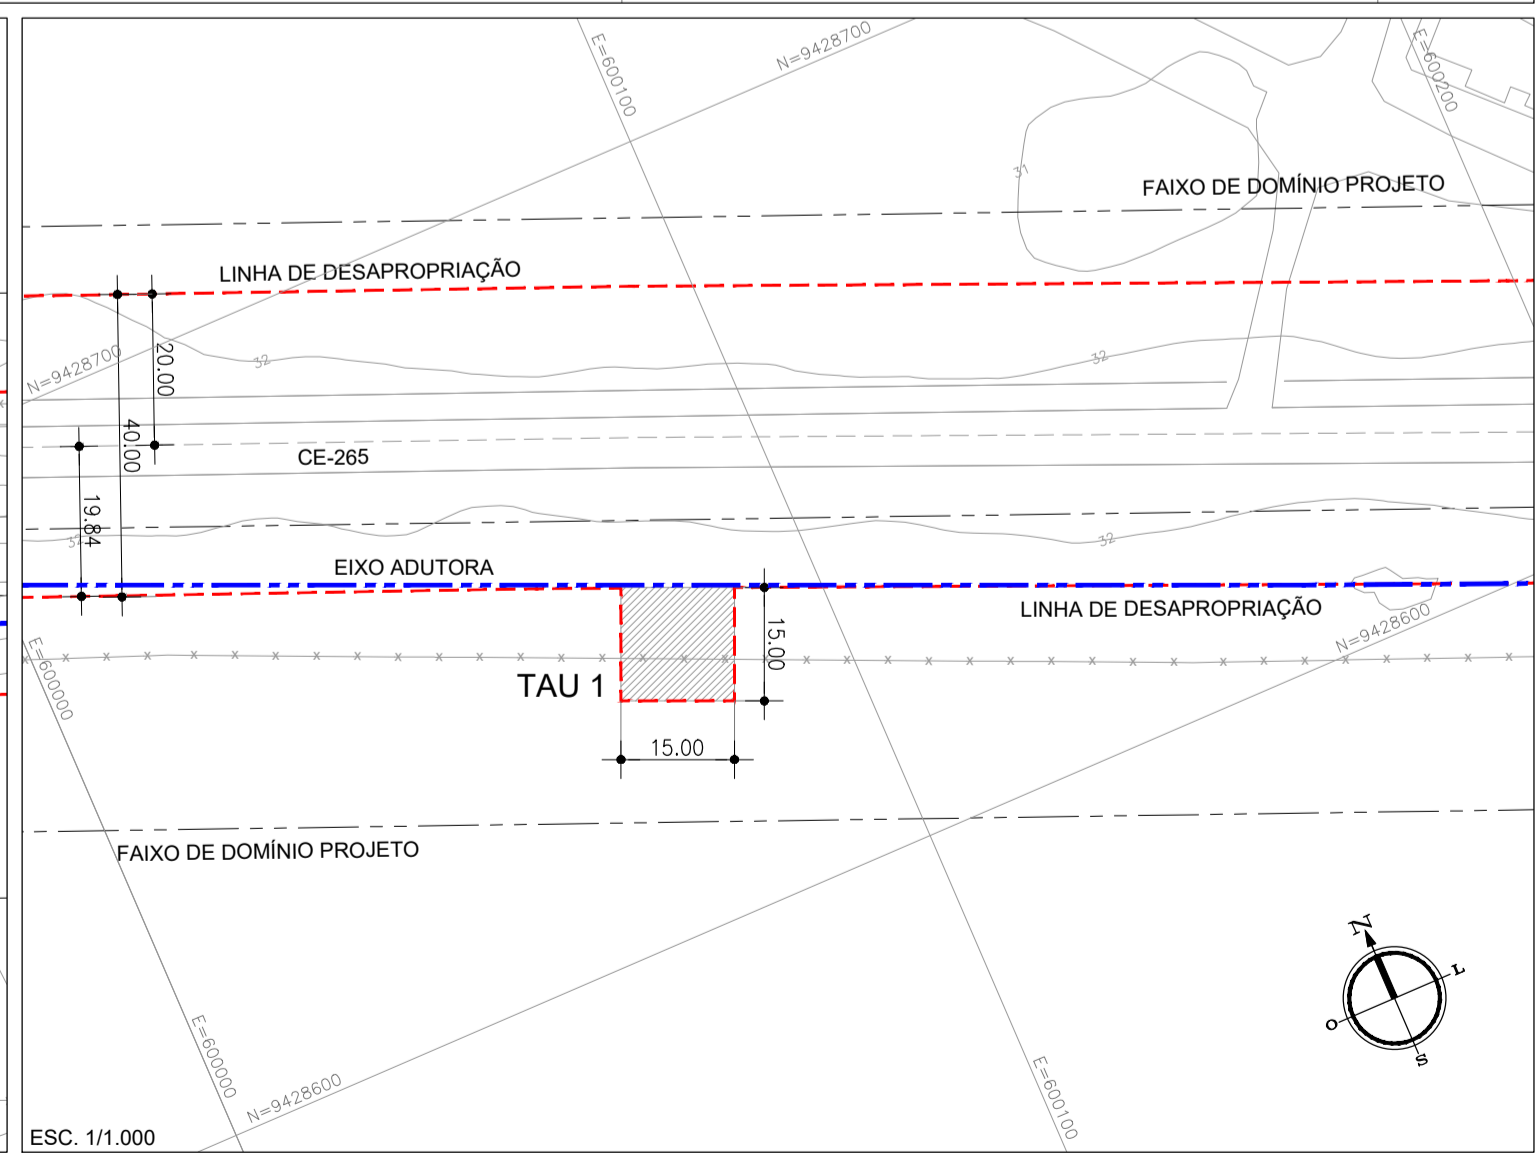 E=600100
N=9428700
E=600200
31
FAIXO DE DOMÍNIO PROJETO
LINHA DE DESAPROPRIAÇÃO
N=9428700
20.00
32
32
40.00
CE-265
19.84
32
32
EIXO ADUTORA
LINHA DE DESAPROPRIAÇÃO
N=9428600
15.00
E=600000
TAU 1
15.00
FAIXO DE DOMÍNIO PROJETO
N
L
O
S
E=600000
N=9428600
E=600100
ESC. 1/1.000